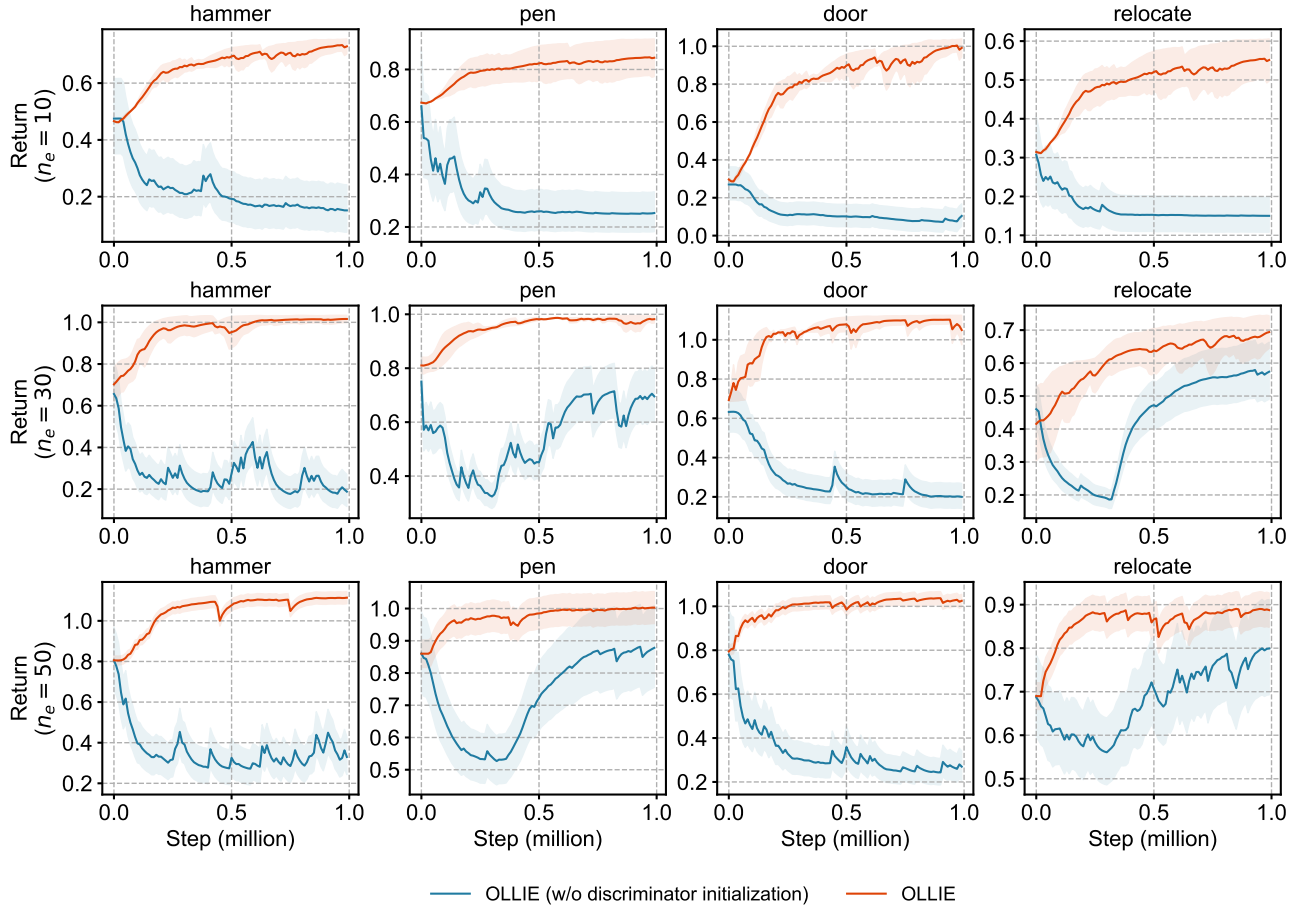 hammer pen door relocate
Return
(n_e = 10)
0.6 0.4 0.2
0.8 0.6 0.4 0.2
1.0 0.8 0.6 0.4 0.2 0.0
0.6 0.5 0.4 0.3 0.2 0.1
0.0 0.5 1.0 0.0 0.5 1.0 0.0 0.5 1.0 0.0 0.5 1.0
hammer pen door relocate
Return
(n_e = 30)
1.0 0.8 0.6 0.4 0.2
1.0 0.8 0.6 0.4
1.0 0.8 0.6 0.4 0.2
0.7 0.6 0.5 0.4 0.3 0.2
0.0 0.5 1.0 0.0 0.5 1.0 0.0 0.5 1.0 0.0 0.5 1.0
hammer pen door relocate
Return
(n_e = 50)
1.0 0.8 0.6 0.4 0.2
1.0 0.9 0.8 0.7 0.6 0.5
1.0 0.8 0.6 0.4 0.2
0.9 0.8 0.7 0.6 0.5
0.0 0.5 1.0 0.0 0.5 1.0 0.0 0.5 1.0 0.0 0.5 1.0
Step (million) Step (million) Step (million) Step (million)
OLLIE (w/o discriminator initialization) OLLIE